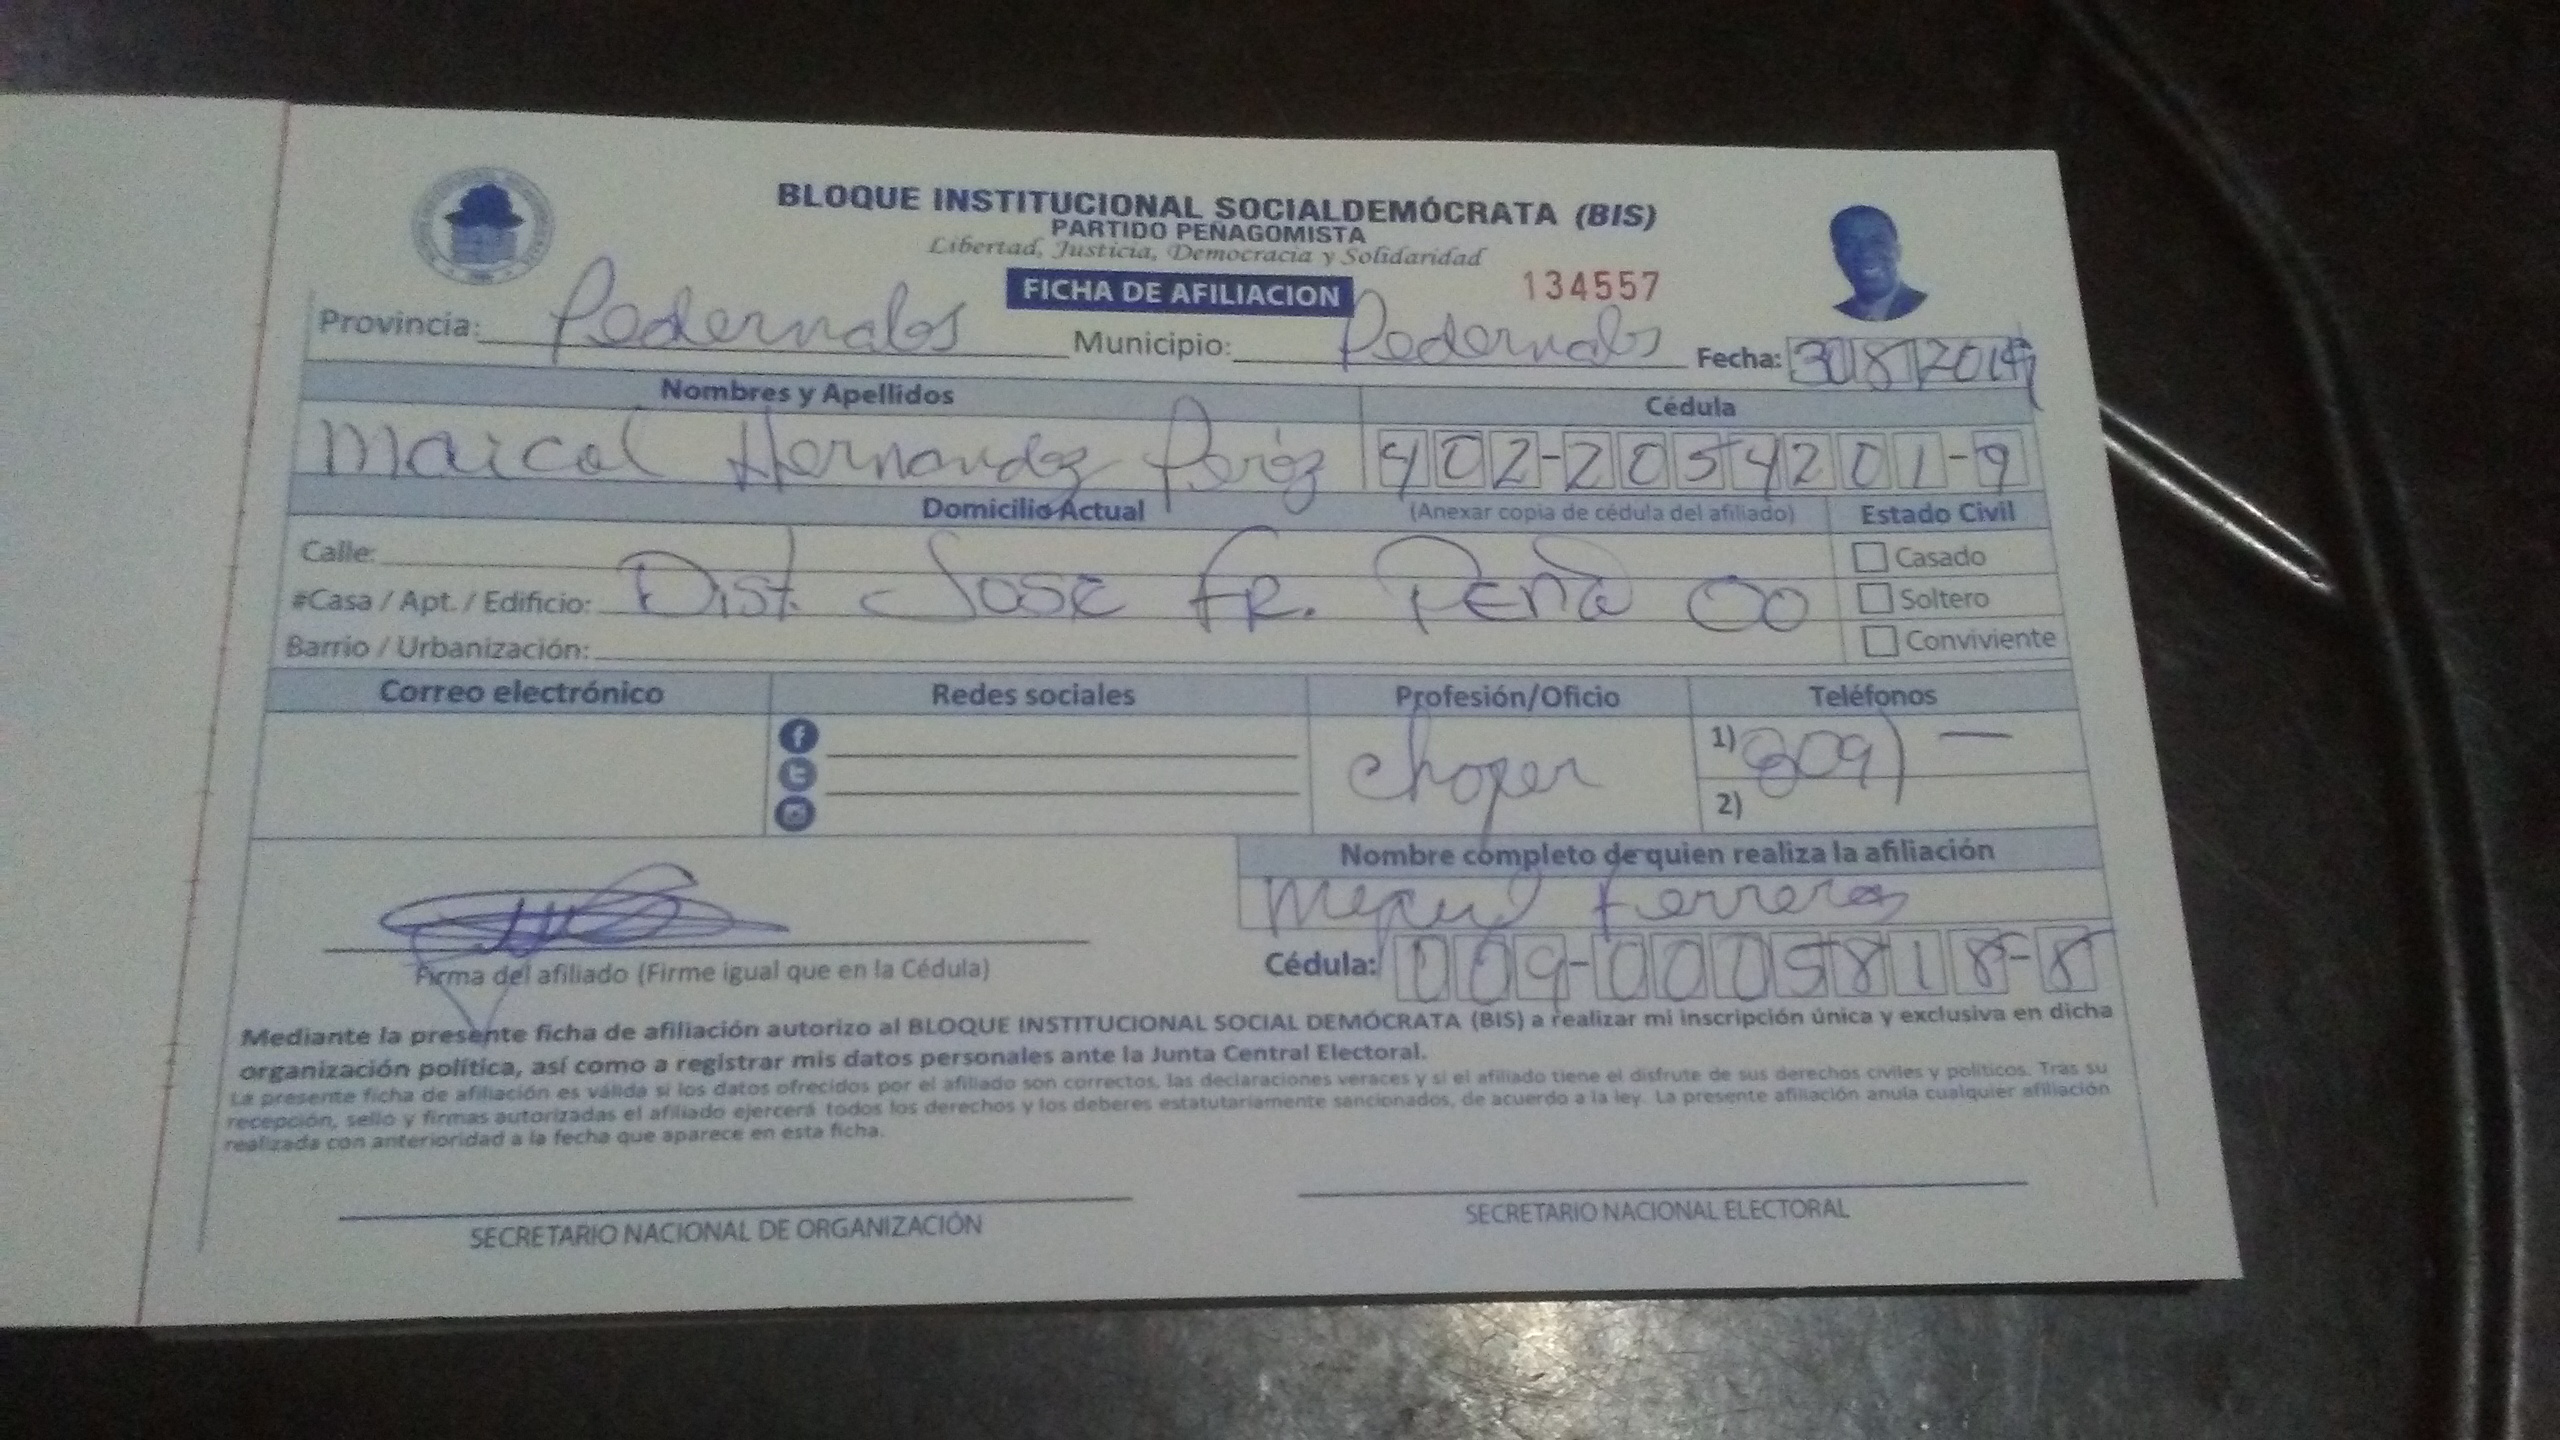 BLOQUE INSTITUCIONAL SOCIALDEMÓCRATA (BIS)
PARTIDO PEÑAGOMISTA
Libertad, Justicia, Democracia y Solidaridad
FICHA DE AFILIACION 134557
Provincia: Pedernales Municipio: Pedernales Fecha: 30 8 2019
Nombres y Apellidos Cédula
Maicol Hernandez Peréz 402-2054201-9
Domicilio Actual (Anexar copia de cédula del afiliado) Estado Civil
Calle: Casado
#Casa / Apt. / Edificio: Dist. José Fr. Peña Soltero
Barrio / Urbanización: Conviviente
Correo electrónico Redes sociales Profesión/Oficio Teléfonos
chofer 1) 809) —
2)
Nombre completo de quien realiza la afiliación
Ferreras
Firma del afiliado (Firme igual que en la Cédula) Cédula: 009-0005818-8
Mediante la presente ficha de afiliación autorizo al BLOQUE INSTITUCIONAL SOCIAL DEMÓCRATA (BIS) a realizar mi inscripción única y exclusiva en dicha
organización política, así como a registrar mis datos personales ante la Junta Central Electoral.
La presente ficha de afiliación es válida si los datos ofrecidos por el afiliado son correctos, las declaraciones veraces y si el afiliado tiene el disfrute de sus derechos civiles y políticos. Tras su
recepción, sello y firmas autorizadas el afiliado ejercerá todos los derechos y los deberes estatutariamente sancionados, de acuerdo a la ley. La presente afiliación anula cualquier afiliación
realizada con anterioridad a la fecha que aparece en esta ficha.
SECRETARIO NACIONAL DE ORGANIZACIÓN SECRETARIO NACIONAL ELECTORAL